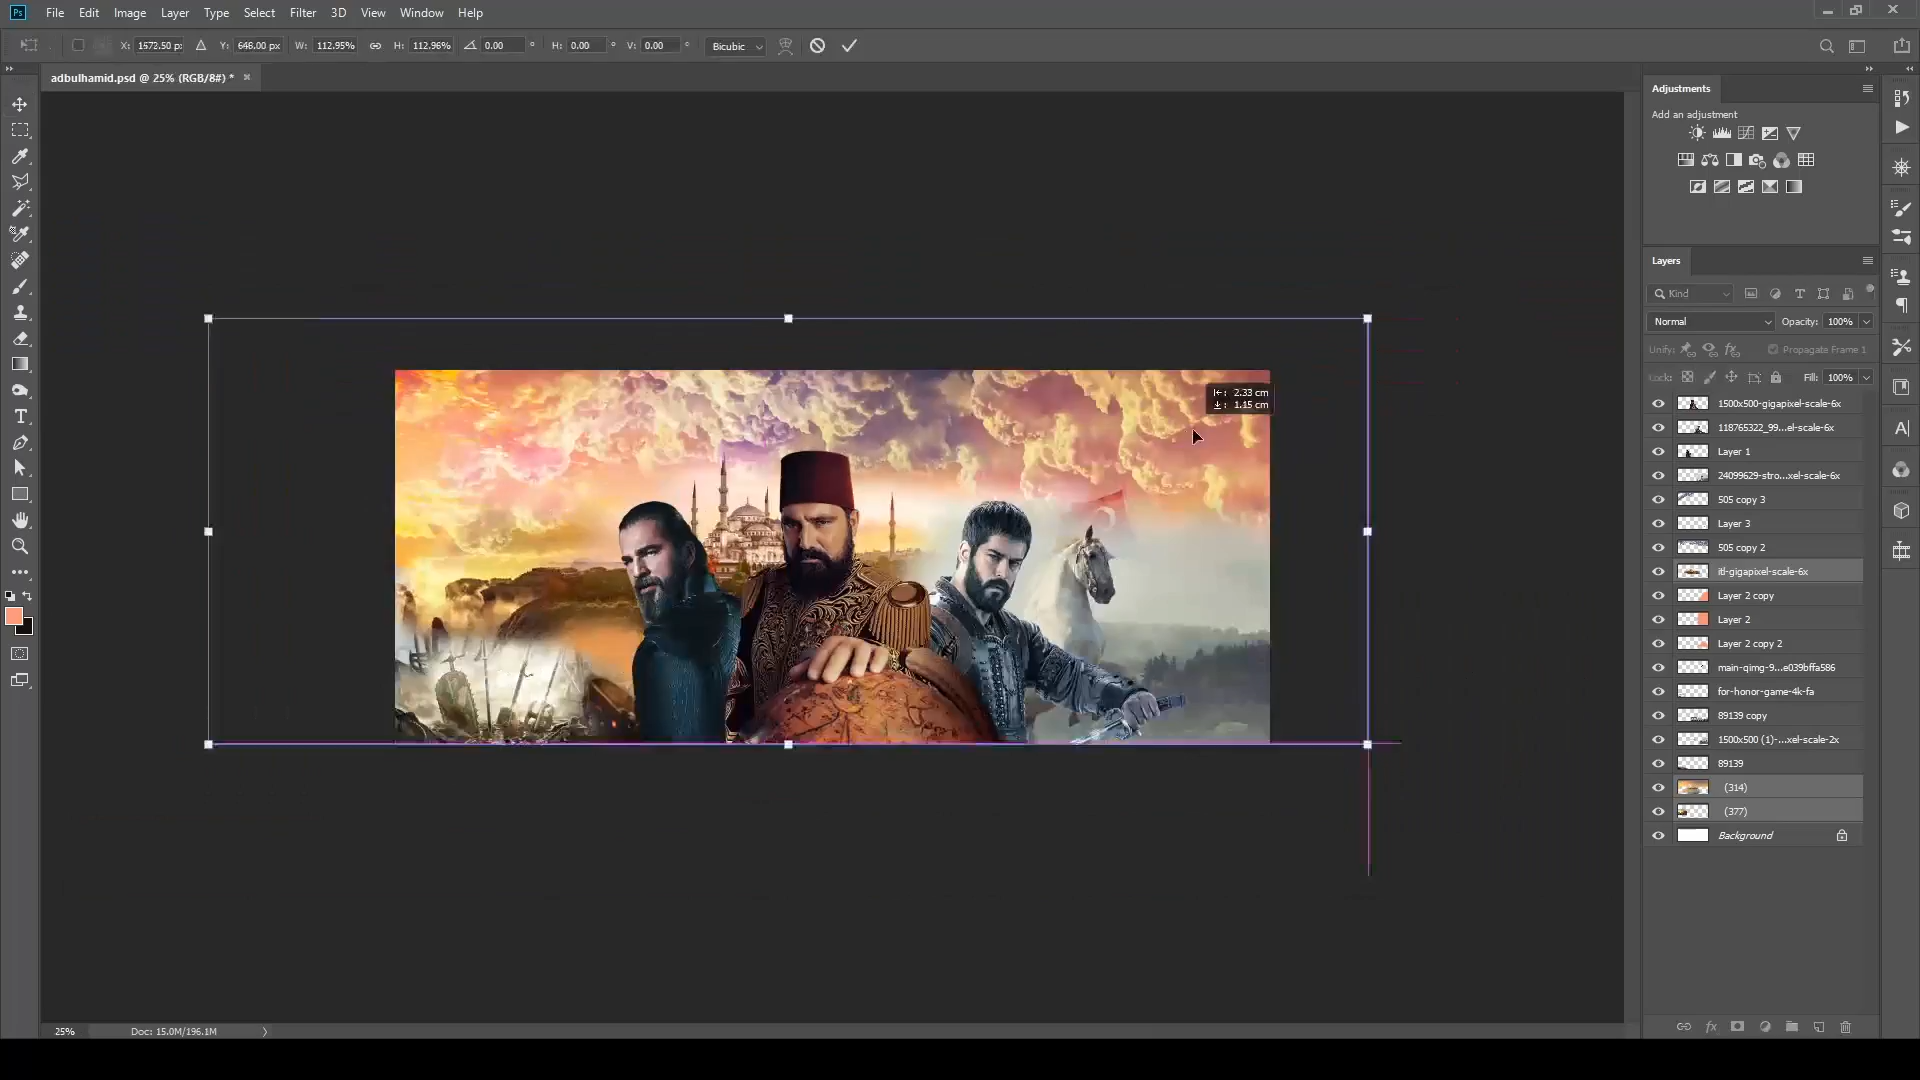 Ps File Edit Image Layer Type Select Filter 3D View Window Help
X: 1572.50 p: Y: 646.00 px W: 112.95% H: 112.96% 0.00 ° H: 0.00 ° V: 0.00 ° Bicubic
adbulhamid.psd @ 25% (RGB/8#) *
Adjustments
Add an adjustment
Layers
Kind
Normal Opacity: 100%
Unify: Propagate Frame 1
Lock: Fill: 100%
2.33 cm
1.15 cm
1500x500-gigapixel-scale-6x
118765322_99...el-scale-6x
Layer 1
24099629-stro...xel-scale-6x
505 copy 3
Layer 3
505 copy 2
itl-gigapixel-scale-6x
Layer 2 copy
Layer 2
Layer 2 copy 2
main-qimg-9...e039bffa586
for-honor-game-4k-fa
89139 copy
1500x500 (1)-...xel-scale-2x
89139
(314)
(377)
Background
25% Doc: 15.0M/196.1M